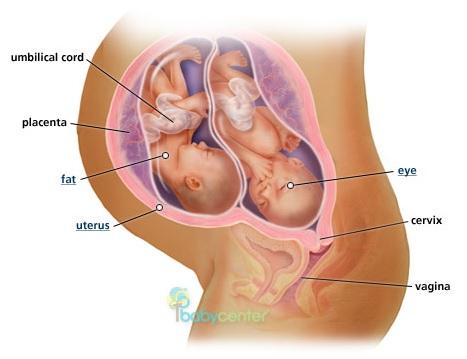 umbilical cord
placenta
fat
uterus
eye
cervix
vagina
babycenter